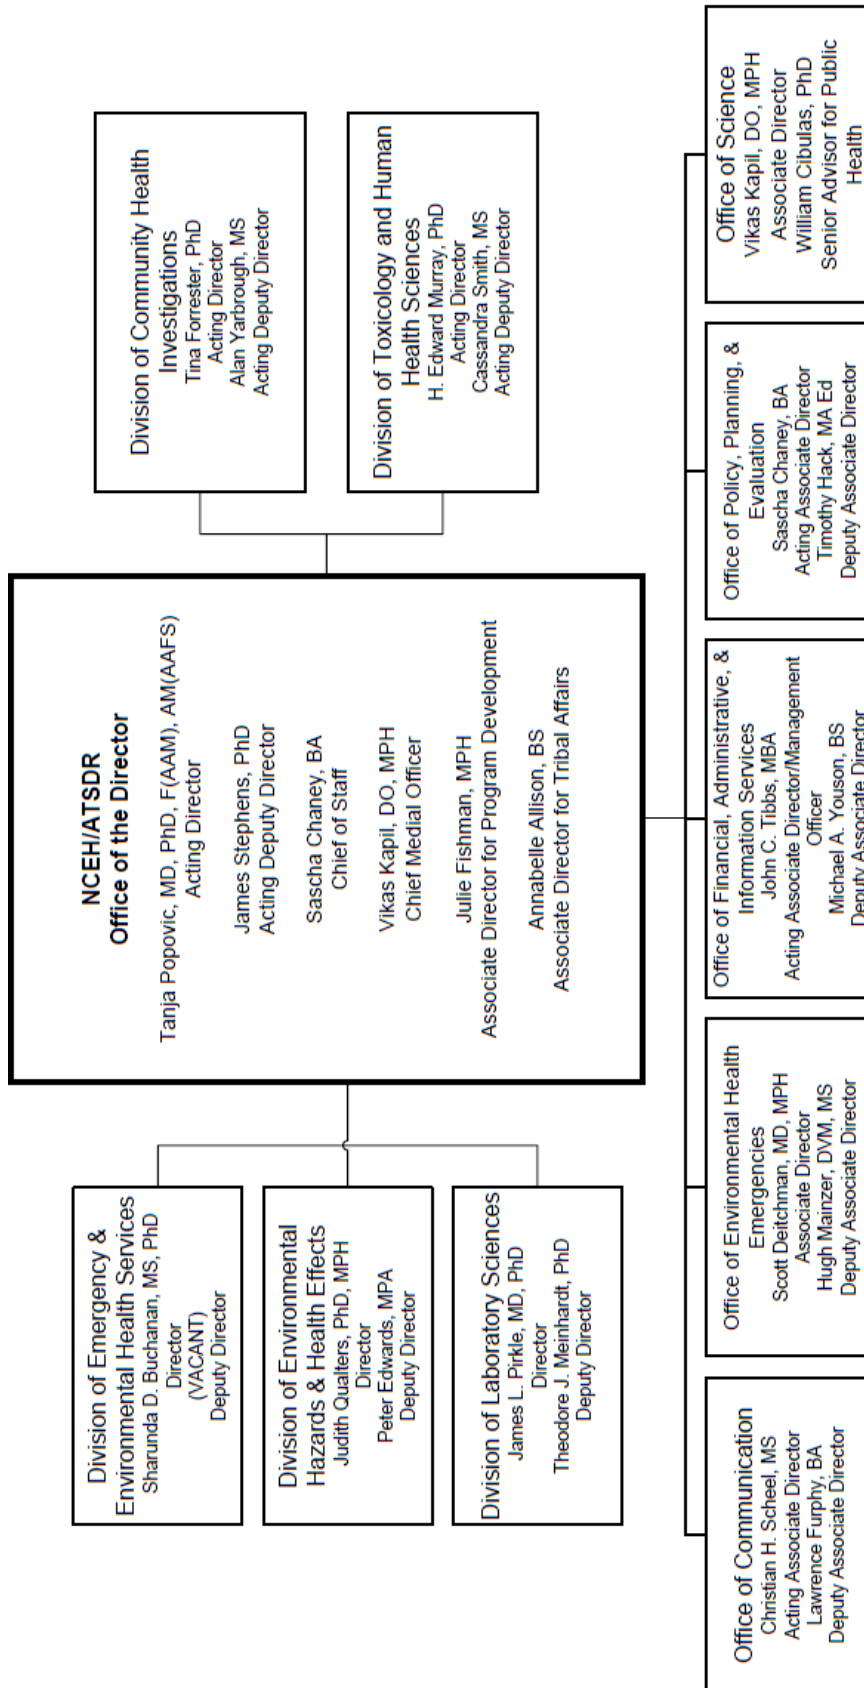 NCEH/ATSDR
Office of the Director
Tanja Popovic, MD, PhD, F(AAM), AM(AAFS)
Acting Director
James Stephens, PhD
Acting Deputy Director
Sascha Chaney, BA
Chief of Staff
Vikas Kapil, DO, MPH
Chief Medial Officer
Julie Fishman, MPH
Associate Director for Program Development
Annabelle Allison, BS
Associate Director for Tribal Affairs
Division of Emergency &
Environmental Health Services
Sharunda D. Buchanan, MS, PhD
Director
(VACANT)
Deputy Director
Division of Environmental
Hazards & Health Effects
Judith Qualters, PhD, MPH
Director
Peter Edwards, MPA
Deputy Director
Division of Laboratory Sciences
James L. Pirkle, MD, PhD
Director
Theodore J. Meinhardt, PhD
Deputy Director
Division of Community Health
Investigations
Tina Forrester, PhD
Acting Director
Alan Yarbrough, MS
Acting Deputy Director
Division of Toxicology and Human
Health Sciences
H. Edward Murray, PhD
Acting Director
Cassandra Smith, MS
Acting Deputy Director
Office of Communication
Christian H. Scheel, MS
Acting Associate Director
Lawrence Furphy, BA
Deputy Associate Director
Office of Environmental Health
Emergencies
Scott Deitchman, MD, MPH
Associate Director
Hugh Mainzer, DVM, MS
Deputy Associate Director
Office of Financial, Administrative, &
Information Services
John C. Tibbs, MBA
Acting Associate Director/Management
Officer
Michael A. Youson, BS
Deputy Associate Director
Office of Policy, Planning, &
Evaluation
Sascha Chaney, BA
Acting Associate Director
Timothy Hack, MA Ed
Deputy Associate Director
Office of Science
Vikas Kapil, DO, MPH
Associate Director
William Cibulas, PhD
Senior Advisor for Public
Health